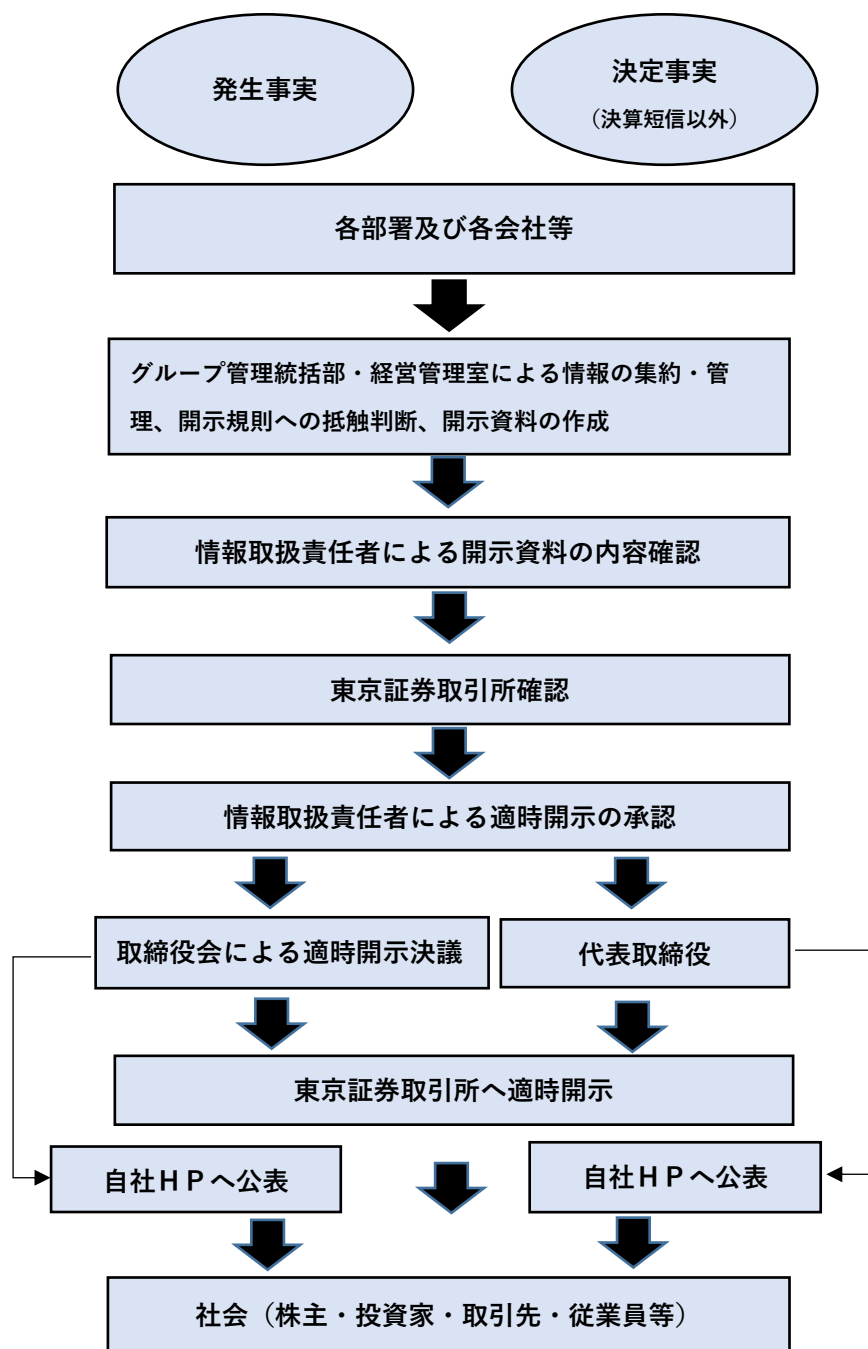 発生事実
決定事実
（決算短信以外）
各部署及び各会社等
グループ管理統括部・経営管理室による情報の集約・管
理、開示規則への抵触判断、開示資料の作成
情報取扱責任者による開示資料の内容確認
東京証券取引所確認
情報取扱責任者による適時開示の承認
取締役会による適時開示決議
代表取締役
東京証券取引所へ適時開示
自社ＨＰへ公表
自社ＨＰへ公表
社会（株主・投資家・取引先・従業員等）